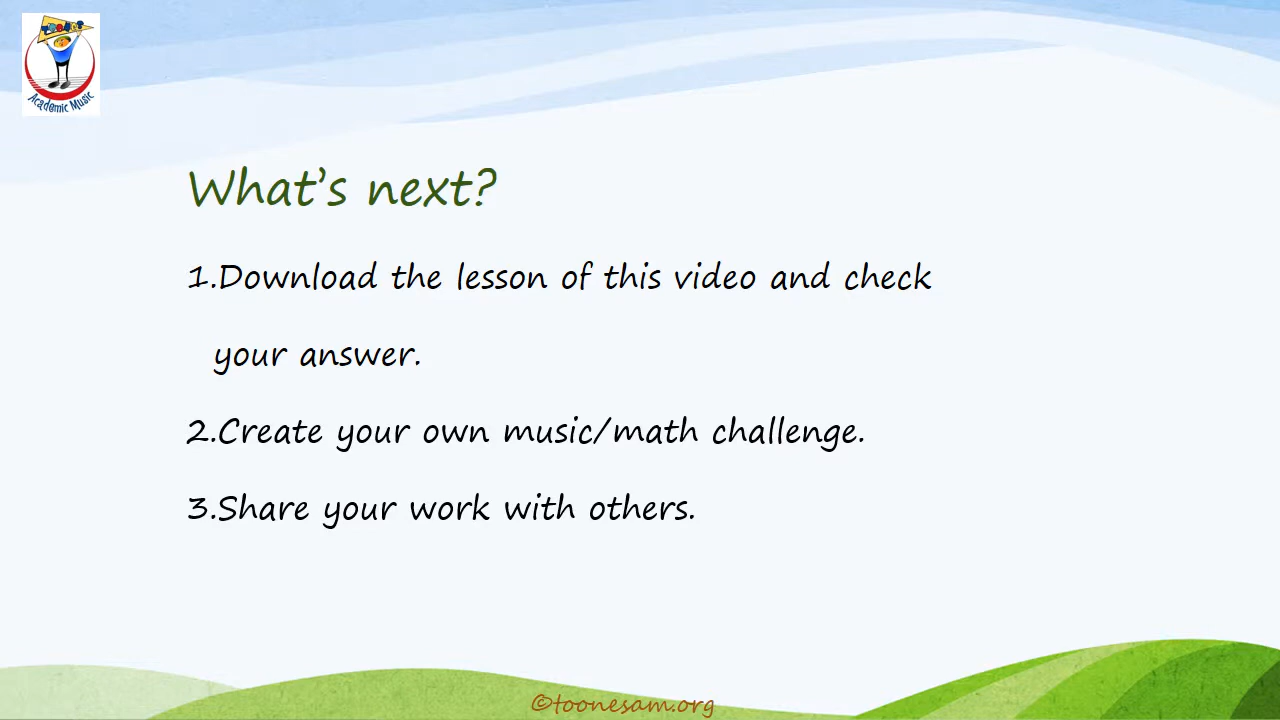 Academic Music
What's next?
1.Download the lesson of this video and check
your answer.
2.Create your own music/math challenge.
3.Share your work with others.
©toonesam.org